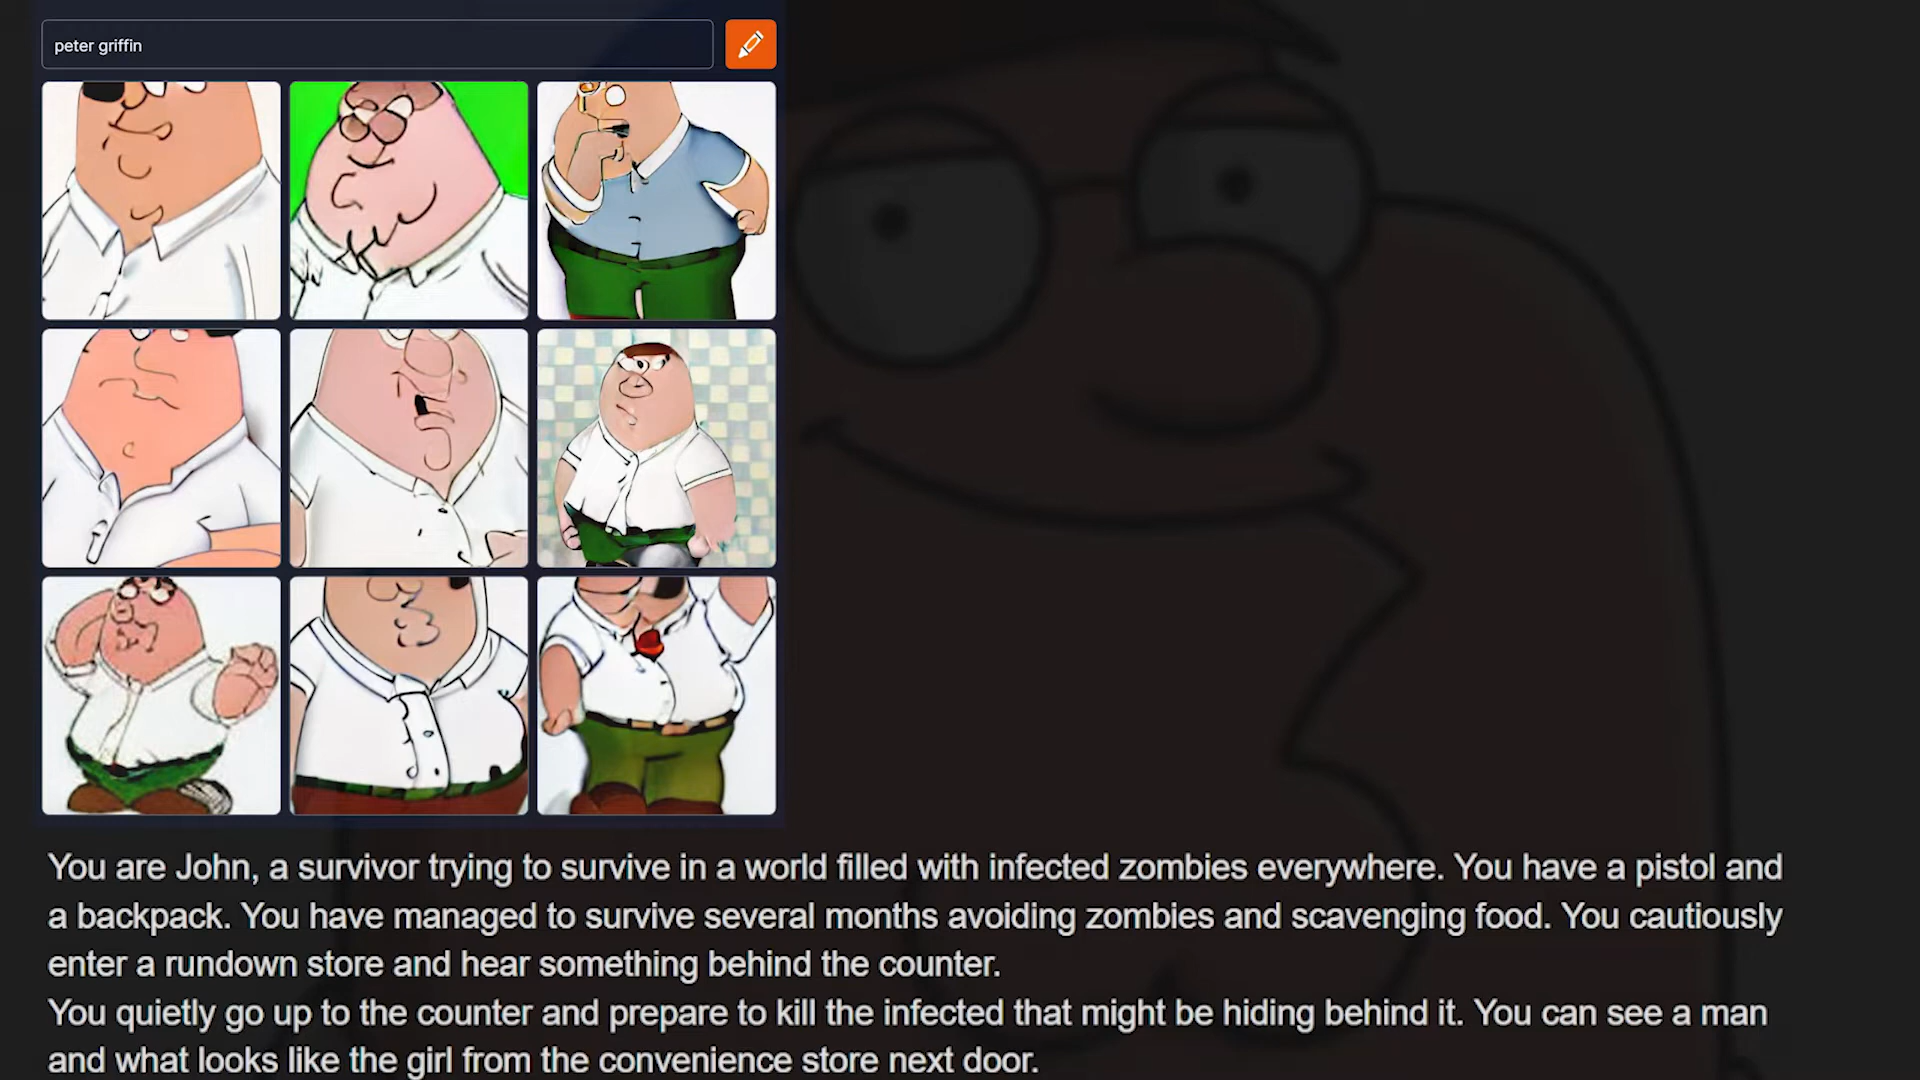 peter griffin
You are John, a survivor trying to survive in a world filled with infected zombies everywhere. You have a pistol and
a backpack. You have managed to survive several months avoiding zombies and scavenging food. You cautiously
enter a rundown store and hear something behind the counter.
You quietly go up to the counter and prepare to kill the infected that might be hiding behind it. You can see a man
and what looks like the girl from the convenience store next door.